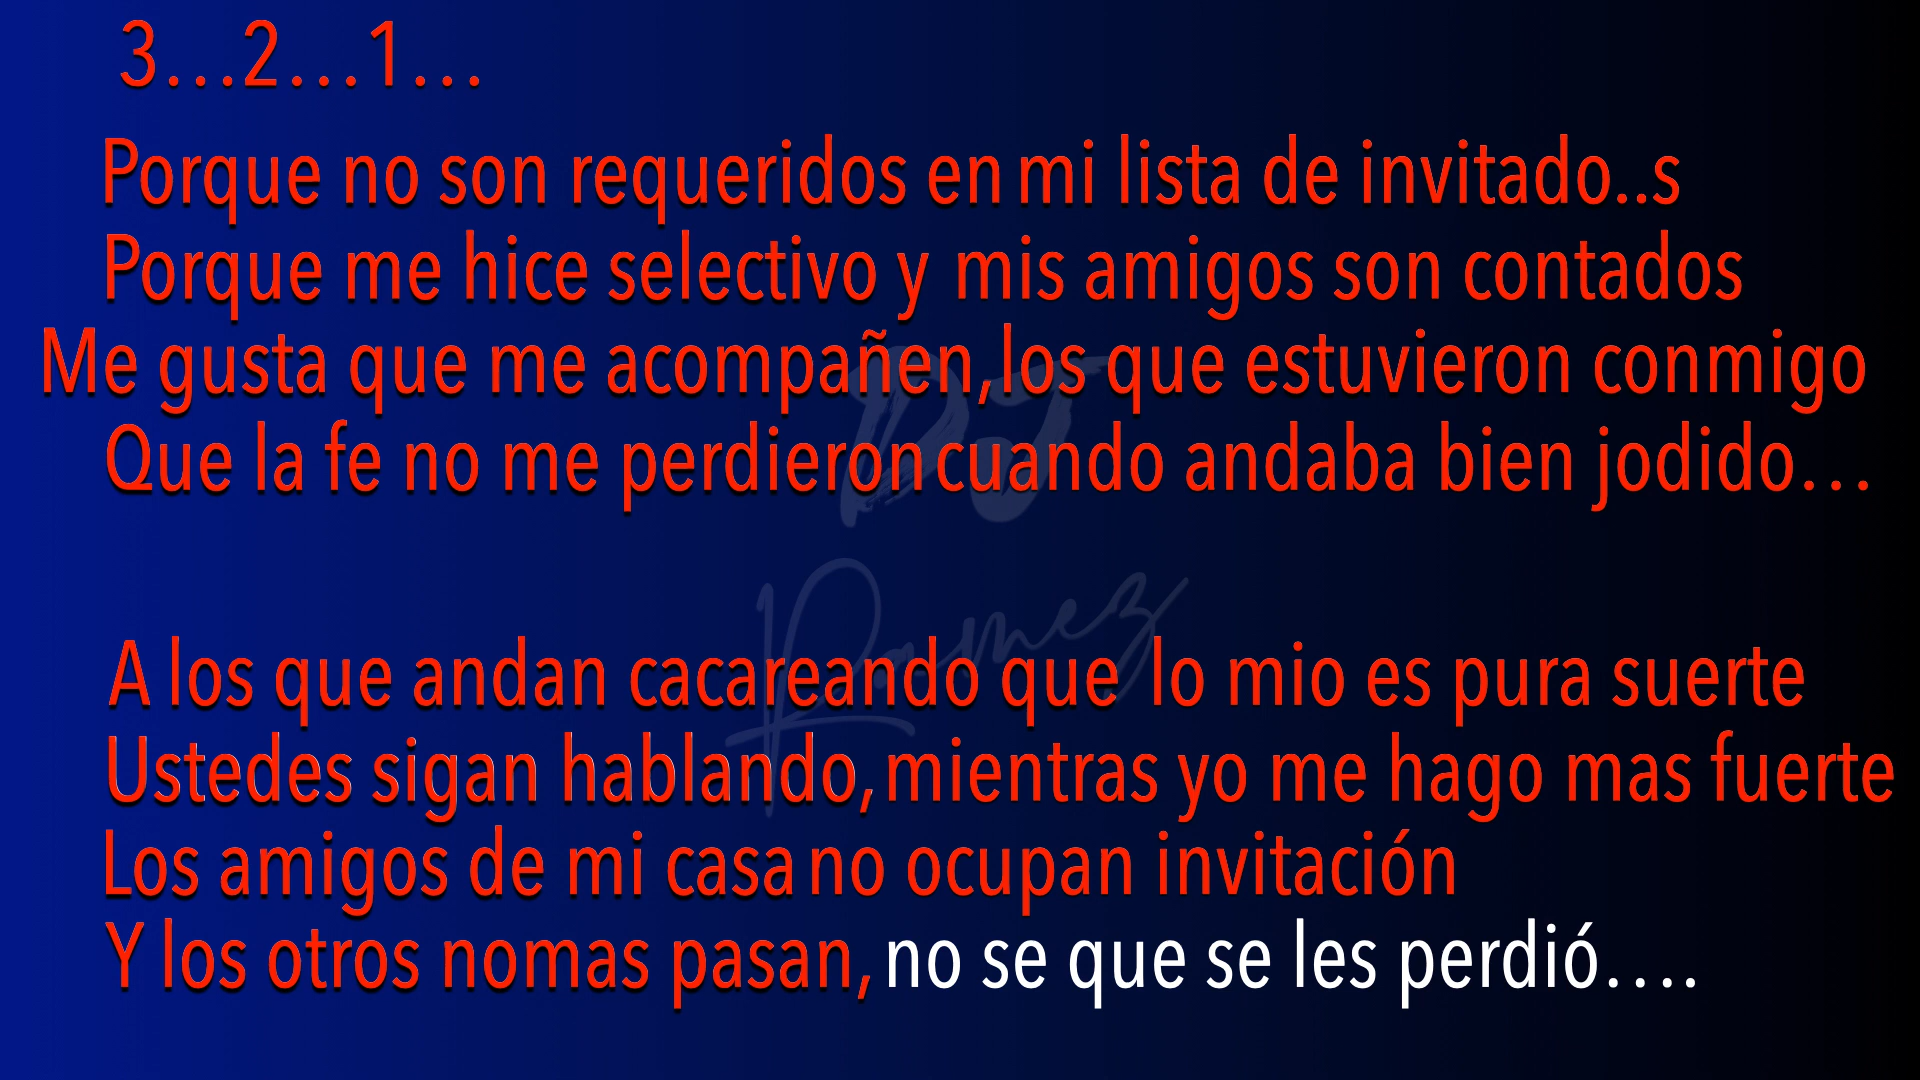 3...2...1...
Porque no son requeridos en mi lista de invitado..s
Porque me hice selectivo y mis amigos son contados
Me gusta que me acompañen, los que estuvieron conmigo
Que la fe no me perdieron cuando andaba bien jodido...
DJ
Ramez
A los que andan cacareando que lo mio es pura suerte
Ustedes sigan hablando, mientras yo me hago mas fuerte
Los amigos de mi casa no ocupan invitación
Y los otros nomas pasan, no se que se les perdió....